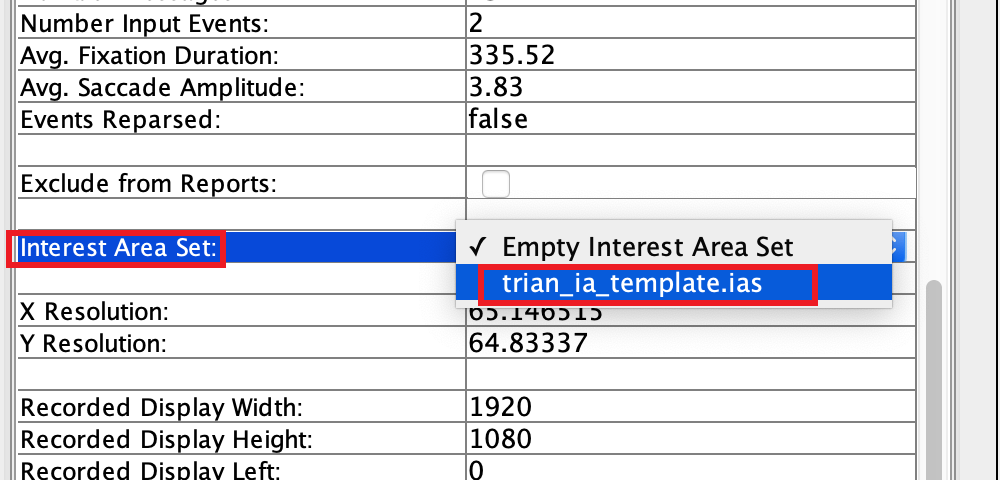 Number Input Events: 2
Avg. Fixation Duration: 335.52
Avg. Saccade Amplitude: 3.83
Events Reparsed: false
Exclude from Reports:
Interest Area Set: ✓ Empty Interest Area Set
trian_ia_template.ias
X Resolution: 65.146515
Y Resolution: 64.83337
Recorded Display Width: 1920
Recorded Display Height: 1080
Recorded Display Left: 0